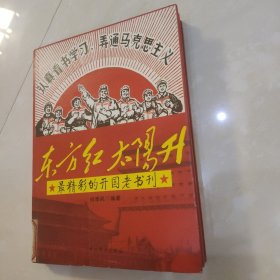 认真看书学习 弄通马克思主义
东方红 太阳升
★最精彩的开国老书刊★